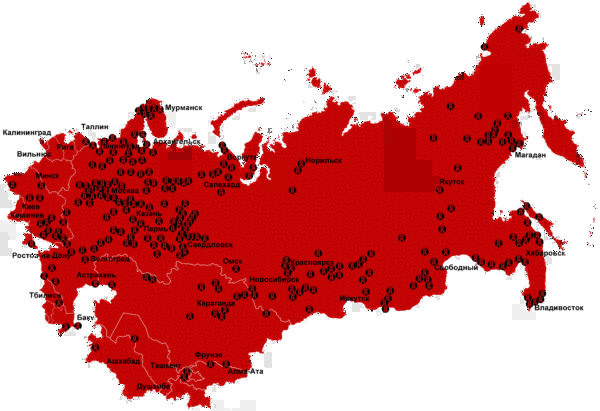 Мурманск
Таллин
Калининград
Рига
Архангельск
Вильнюс
Воркута
Норильск
Магадан
Минск
Салехард
Якутск
Москва
Киев
Казань
Кишинев
Пермь
Свердловск
Ростов-на-Дону
Волгоград
Хабаровск
Омск
Красноярск
Свободный
Астрахань
Новосибирск
Тбилиси
Иркутск
Караганда
Владивосток
Баку
Фрунзе
Ашхабад
Ташкент
Алма-Ата
Душанбе